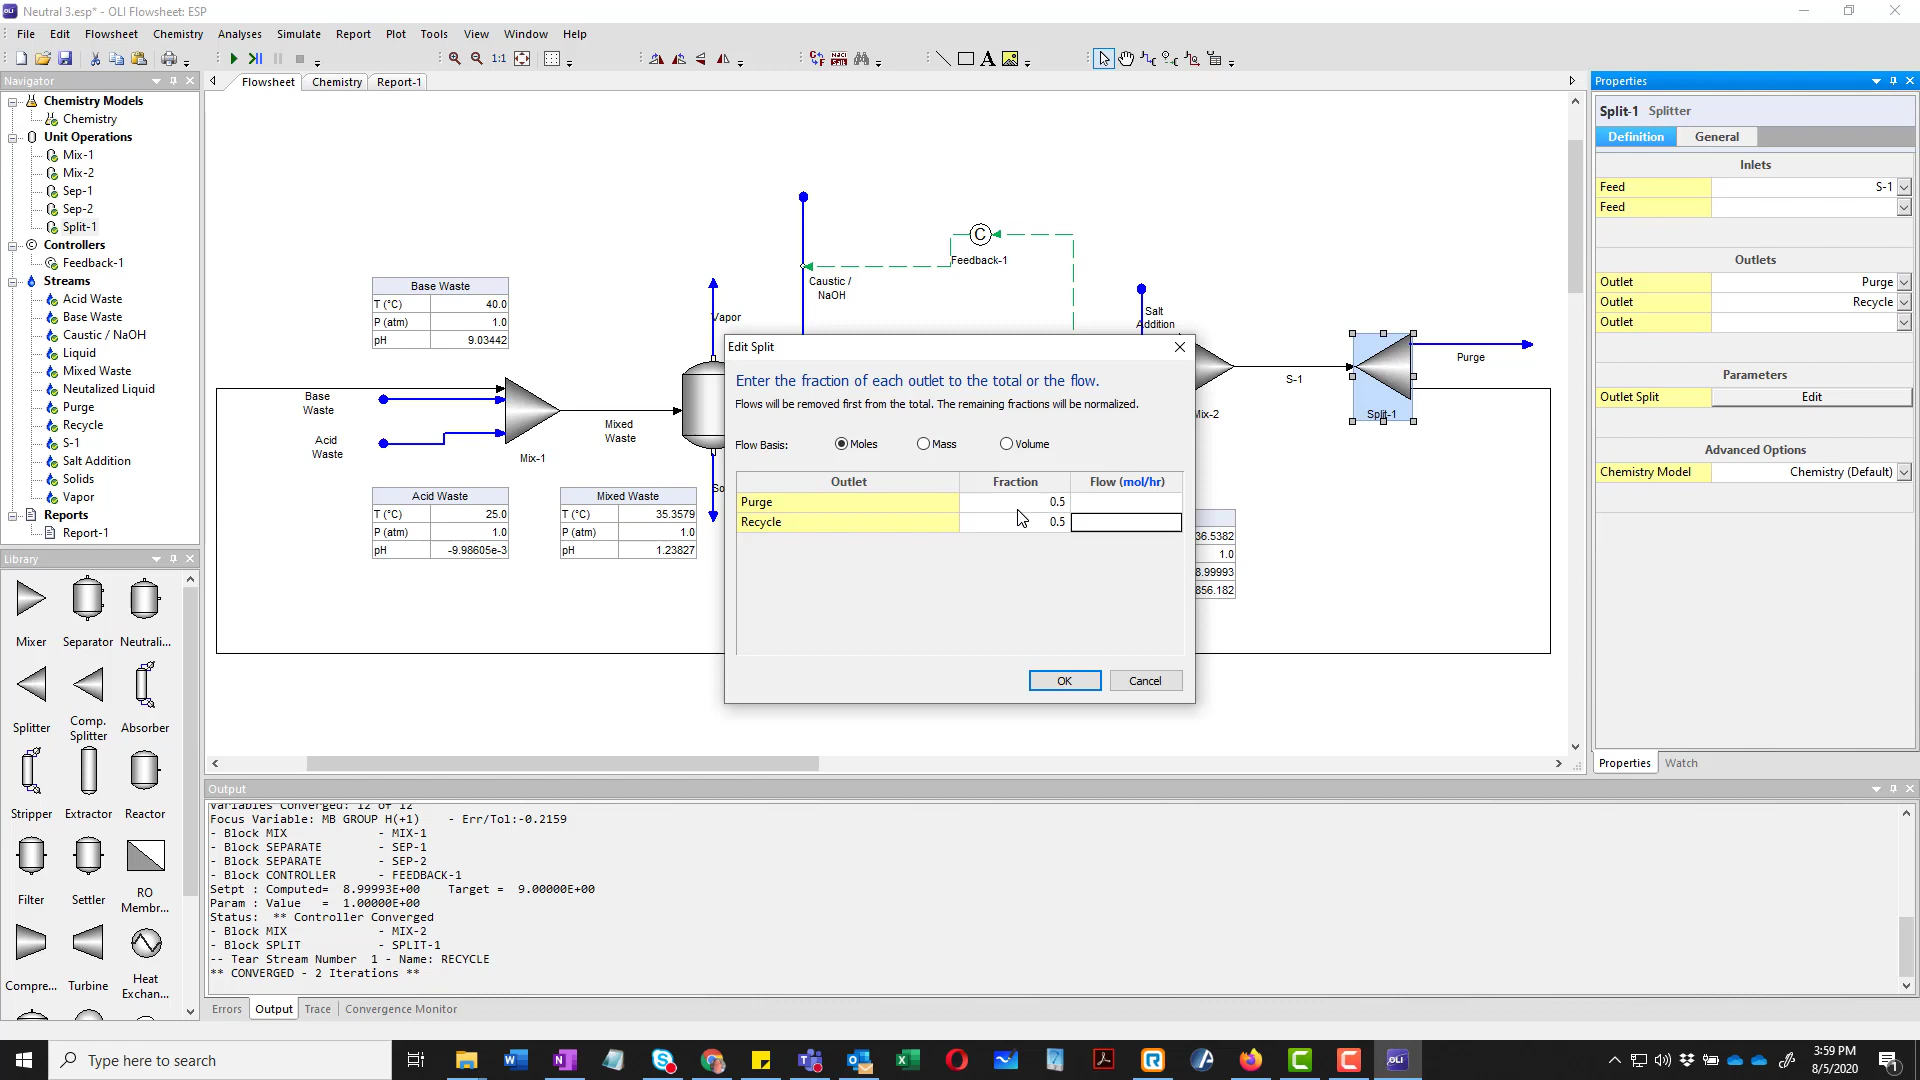 Neutral 3.esp* - OLI Flowsheet: ESP
File Edit Flowsheet Chemistry Analyses Simulate Report Plot Tools View Window Help
1:1
Navigator
Chemistry Models
Chemistry
Unit Operations
Mix-1
Mix-2
Sep-1
Sep-2
Split-1
Controllers
Feedback-1
Streams
Acid Waste
Base Waste
Caustic / NaOH
Liquid
Mixed Waste
Neutalized Liquid
Purge
Recycle
S-1
Salt Addition
Solids
Vapor
Reports
Report-1
Library
Mixer Separator Neutrali...
Splitter Comp. Splitter Absorber
Stripper Extractor Reactor
Filter Settler RO Membr...
Compre... Turbine Heat Exchan...
Flowsheet Chemistry Report-1
Base Waste
T (°C) 40.0
P (atm) 1.0
pH 9.03442
Vapor
Caustic / NaOH
C
Feedback-1
Salt Addition
Base Waste
Acid Waste
Mix-1
Mixed Waste
So
Mix-2
S-1
Split-1
Purge
Acid Waste
T (°C) 25.0
P (atm) 1.0
pH -9.98605e-3
Mixed Waste
T (°C) 35.3579
P (atm) 1.0
pH 1.23827
36.5382
1.0
8.99993
856.182
Edit Split
Enter the fraction of each outlet to the total or the flow.
Flows will be removed first from the total. The remaining fractions will be normalized.
Flow Basis: Moles Mass Volume
Outlet Fraction Flow (mol/hr)
Purge 0.5
Recycle 0.5
OK Cancel
Properties
Split-1 Splitter
Definition General
Inlets
Feed S-1
Feed
Outlets
Outlet Purge
Outlet Recycle
Outlet
Parameters
Outlet Split Edit
Advanced Options
Chemistry Model Chemistry (Default)
Properties Watch
Output
Variables Converged: 12 of 12
Focus Variable: MB GROUP H(+1) - Err/Tol:-0.2159
- Block MIX - MIX-1
- Block SEPARATE - SEP-1
- Block SEPARATE - SEP-2
- Block CONTROLLER - FEEDBACK-1
Setpt : Computed= 8.99993E+00 Target = 9.00000E+00
Param : Value = 1.00000E+00
Status: ** Controller Converged
- Block MIX - MIX-2
- Block SPLIT - SPLIT-1
-- Tear Stream Number 1 - Name: RECYCLE
** CONVERGED - 2 Iterations **
Errors Output Trace Convergence Monitor
Type here to search
3:59 PM
8/5/2020